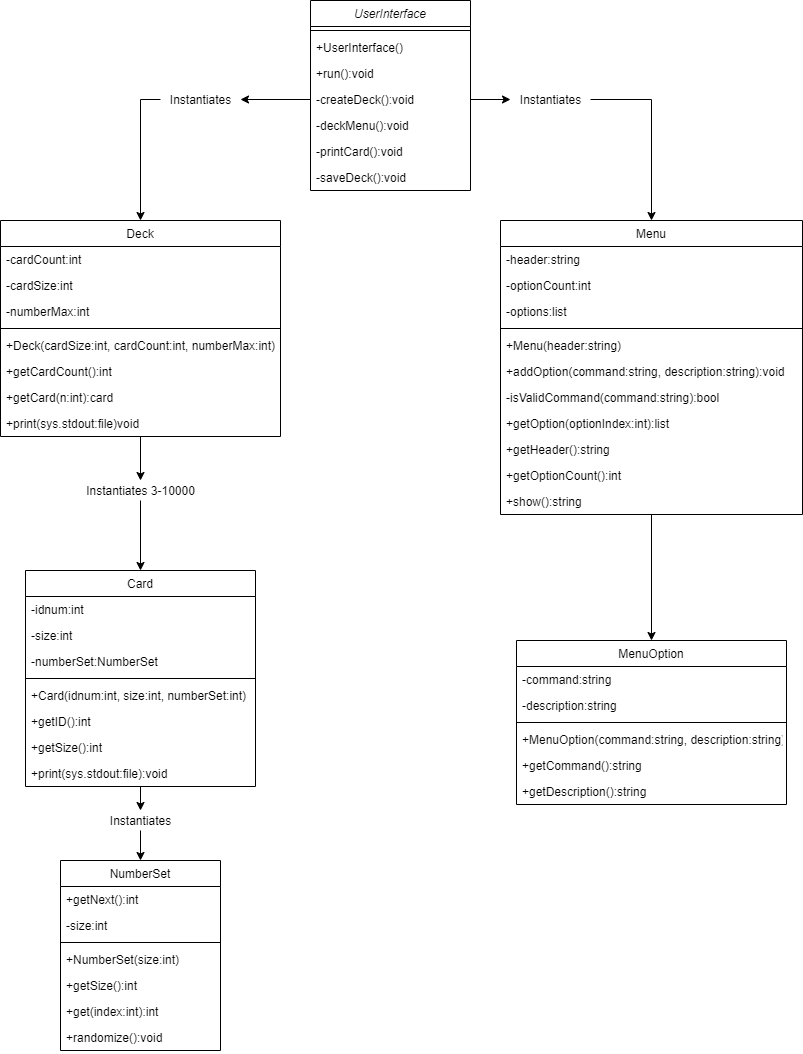 UserInterface
+UserInterface()
+run():void
-createDeck():void
-deckMenu():void
-printCard():void
-saveDeck():void
Instantiates
Instantiates
Deck
-cardCount:int
-cardSize:int
-numberMax:int
+Deck(cardSize:int, cardCount:int, numberMax:int)
+getCardCount():int
+getCard(n:int):card
+print(sys.stdout:file)void
Menu
-header:string
-optionCount:int
-options:list
+Menu(header:string)
+addOption(command:string, description:string):void
-isValidCommand(command:string):bool
+getOption(optionIndex:int):list
+getHeader():string
+getOptionCount():int
+show():string
Instantiates 3-10000
Card
-idnum:int
-size:int
-numberSet:NumberSet
+Card(idnum:int, size:int, numberSet:int)
+getID():int
+getSize():int
+print(sys.stdout:file):void
MenuOption
-command:string
-description:string
+MenuOption(command:string, description:string
+getCommand():string
+getDescription():string
Instantiates
NumberSet
+getNext():int
-size:int
+NumberSet(size:int)
+getSize():int
+get(index:int):int
+randomize():void